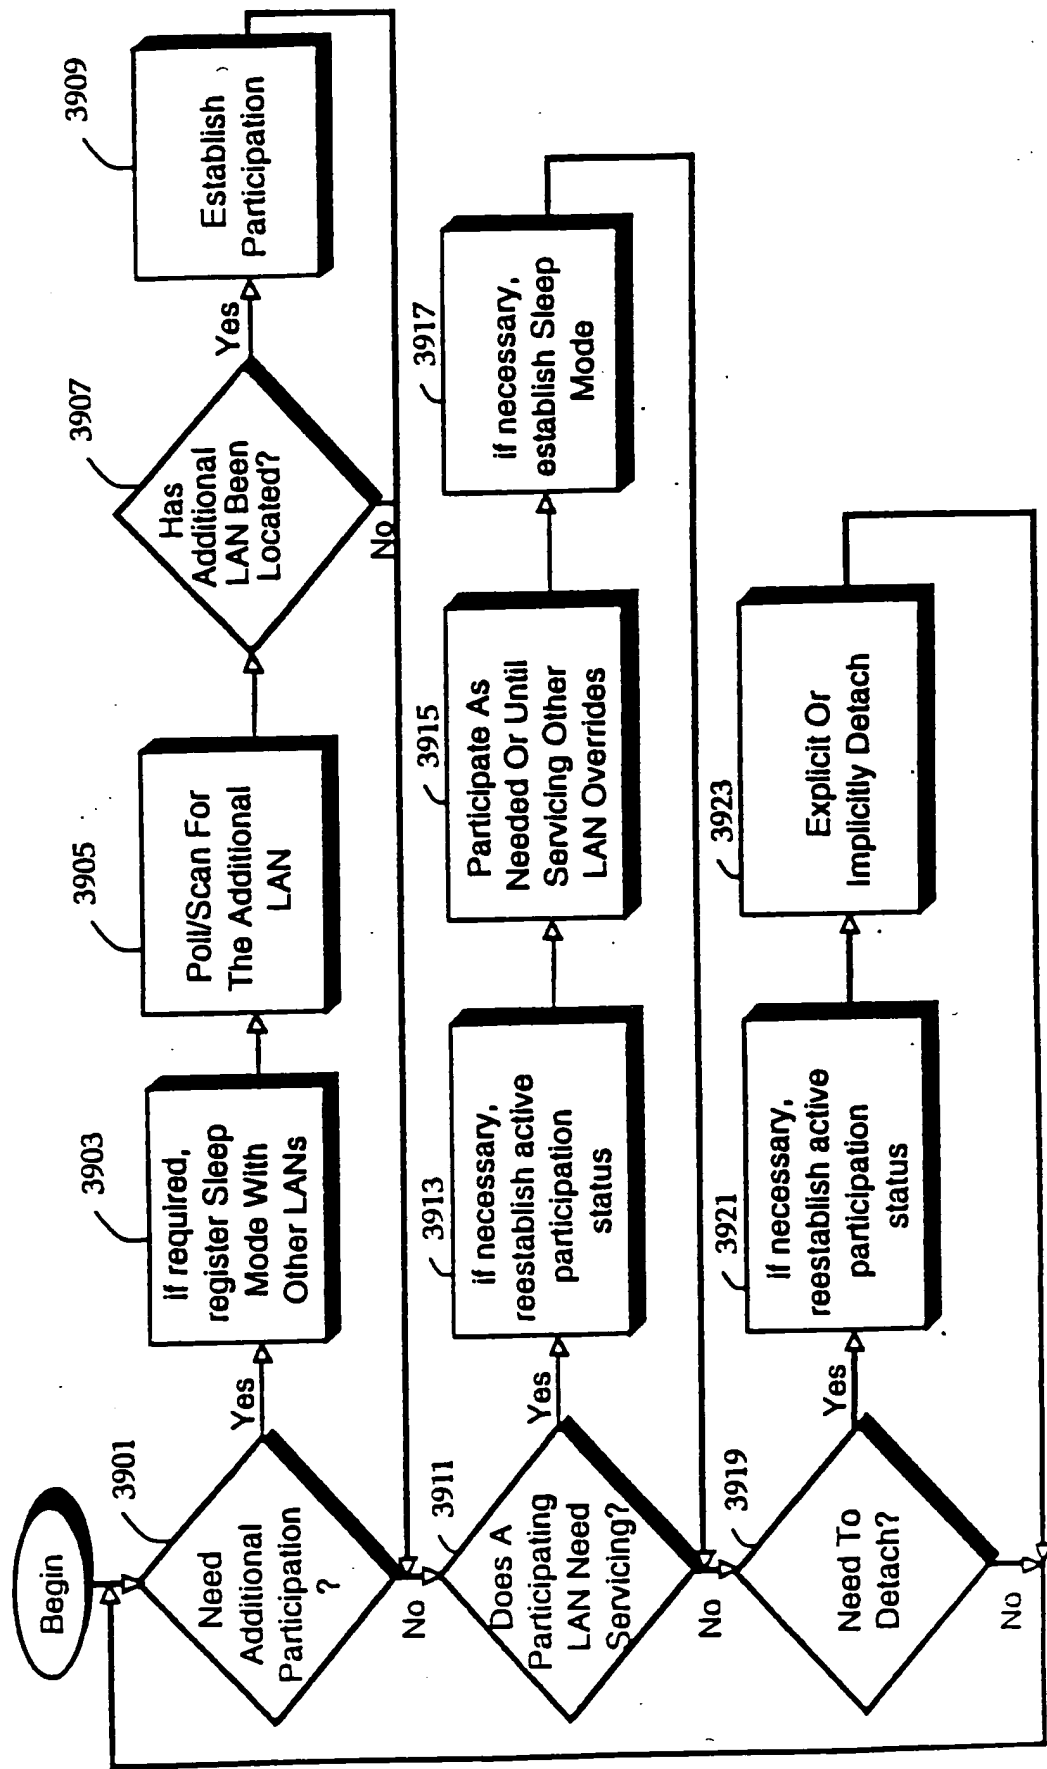 Begin
3901
Need
Additional
Participation
?
Yes
No
3903
If required,
register Sleep
Mode With
Other LANs
3905
Poll/Scan For
The Additional
LAN
3907
Has
Additional
LAN Been
Located?
Yes
No
3909
Establish
Participation
3911
Does A
Participating
LAN Need
Servicing?
Yes
No
3913
If necessary,
reestablish active
participation
status
3915
Participate As
Needed Or Until
Servicing Other
LAN Overrides
3917
if necessary,
establish Sleep
Mode
3919
Need To
Detach?
Yes
No
3921
If necessary,
reestablish active
participation
status
3923
Explicit Or
Implicitly Detach